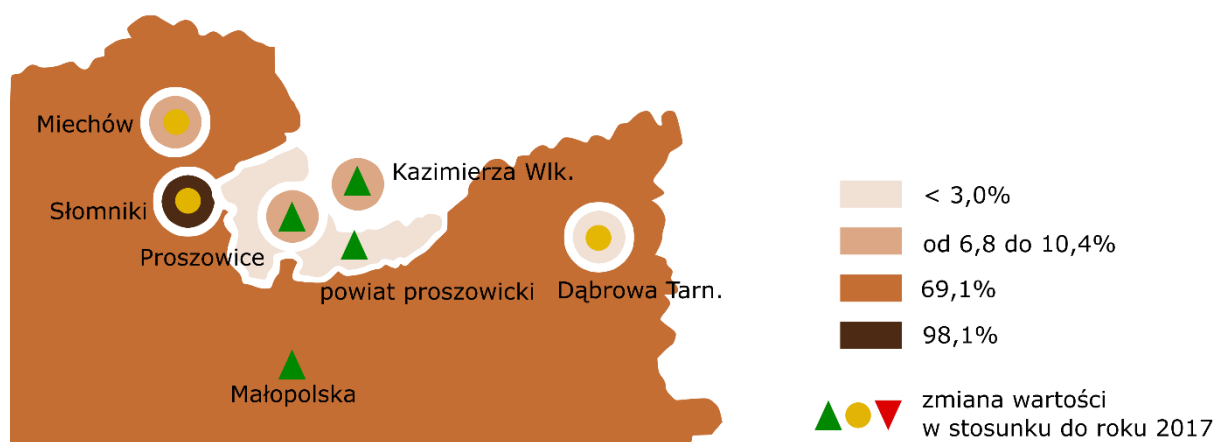 Miechów
Kazimierza Wlk.
Słomniki
Proszowice
powiat proszowicki
Dąbrowa Tarn.
Małopolska
< 3,0%
od 6,8 do 10,4%
69,1%
98,1%
zmiana wartości
w stosunku do roku 2017